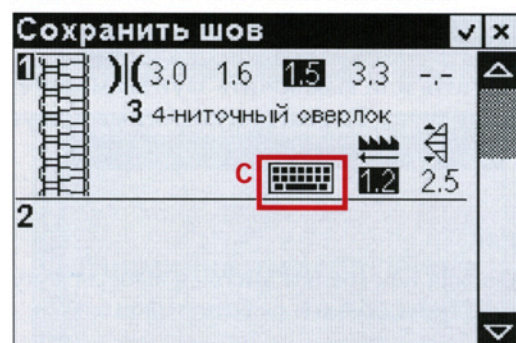 Сохранить шов
1 3.0 1.6 1.5 3.3 -.-
3 4-ниточный оверлок
C 1.2 2.5
2